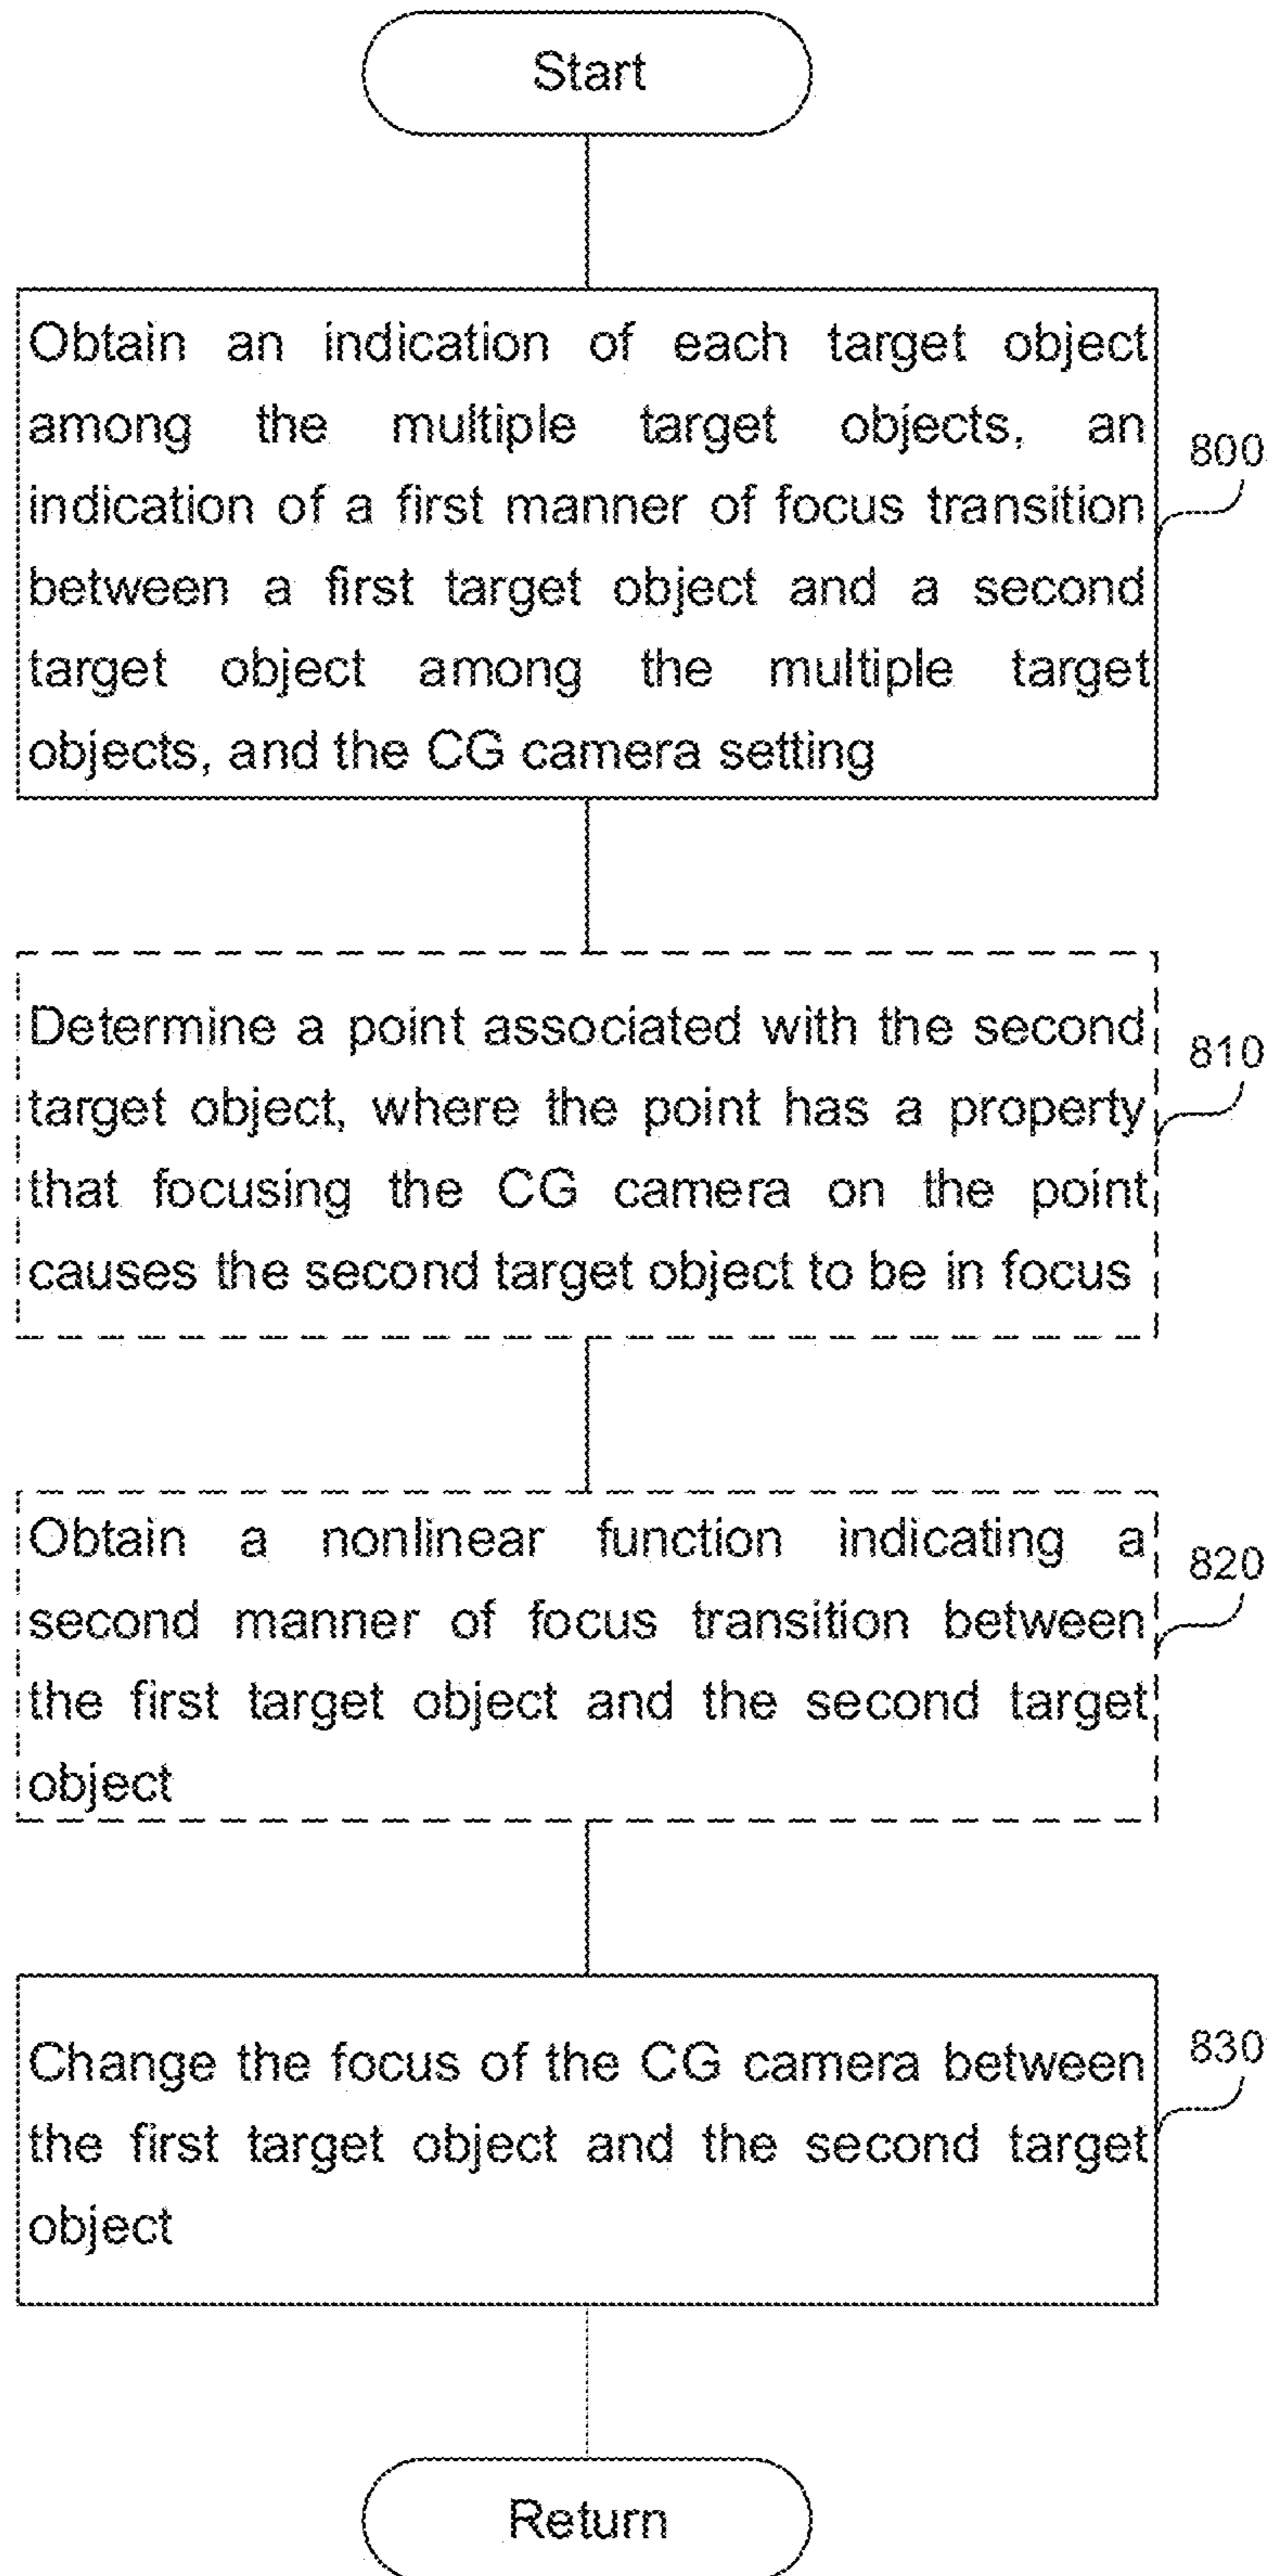 Start
Obtain an indication of each target object
among the multiple target objects, an
800
indication of a first manner of focus transition
between a first target object and a second
target object among the multiple target
objects, and the CG camera setting
Determine a point associated with the second
810
target object, where the point has a property
that focusing the CG camera on the point
causes the second target object to be in focus
Obtain a nonlinear function indicating a
820
second manner of focus transition between
the first target object and the second target
object
Change the focus of the CG camera between
830
the first target object and the second target
object
Return